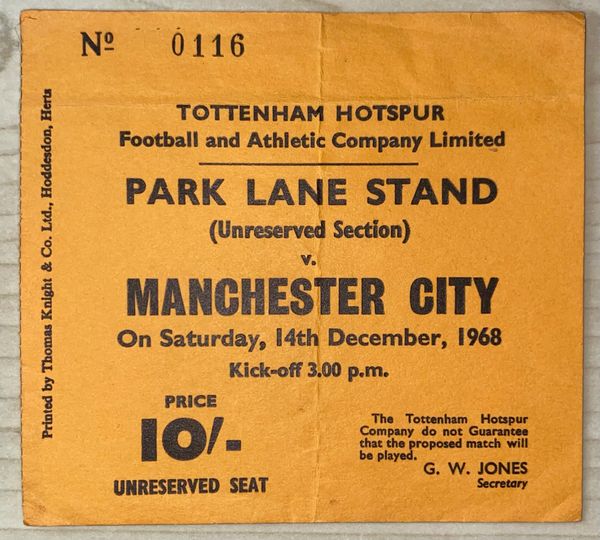 Nº 0116
TOTTENHAM HOTSPUR
Football and Athletic Company Limited
PARK LANE STAND
(Unreserved Section)
v.
MANCHESTER CITY
On Saturday, 14th December, 1968
Kick-off 3.00 p.m.
PRICE
10/-
UNRESERVED SEAT
The Tottenham Hotspur
Company do not Guarantee
that the proposed match will
be played.
G. W. JONES
Secretary
Printed by Thomas Knight & Co. Ltd., Hoddesdon, Herts